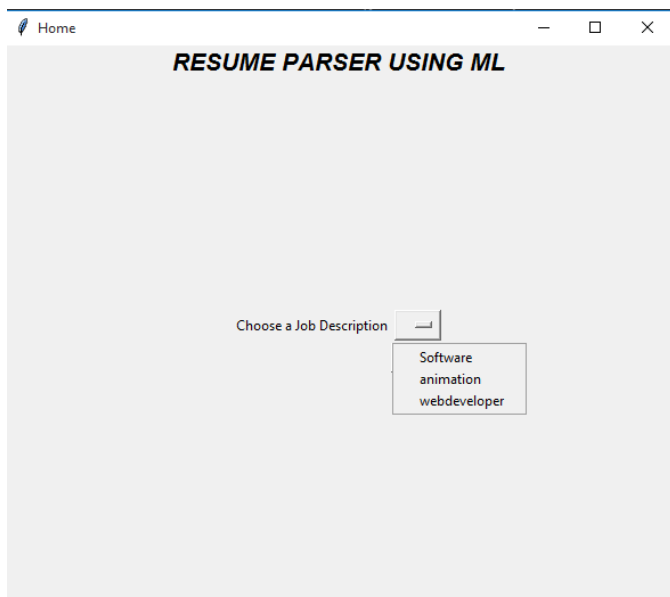 Home
RESUME PARSER USING ML
Choose a Job Description
Software
animation
webdeveloper